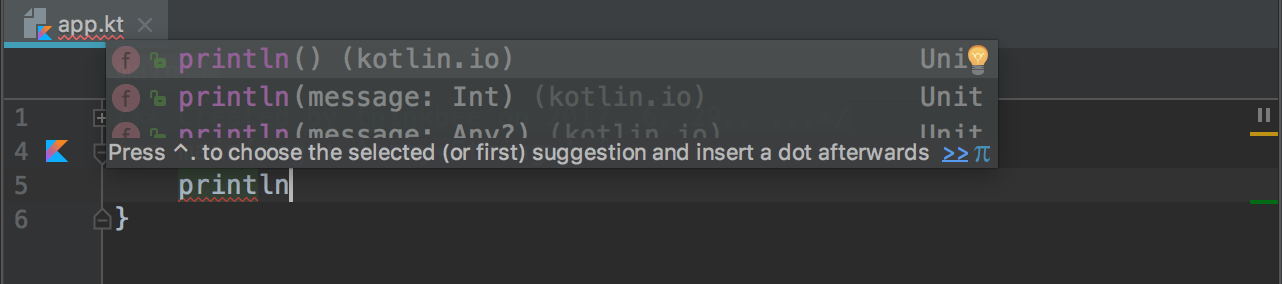 app.kt
println() (kotlin.io) Uni
println(message: Int) (kotlin.io) Unit
println(message: Any?) (kotlin.io) Unit
Press ^. to choose the selected (or first) suggestion and insert a dot afterwards >> π
1
4
5 println
6 }